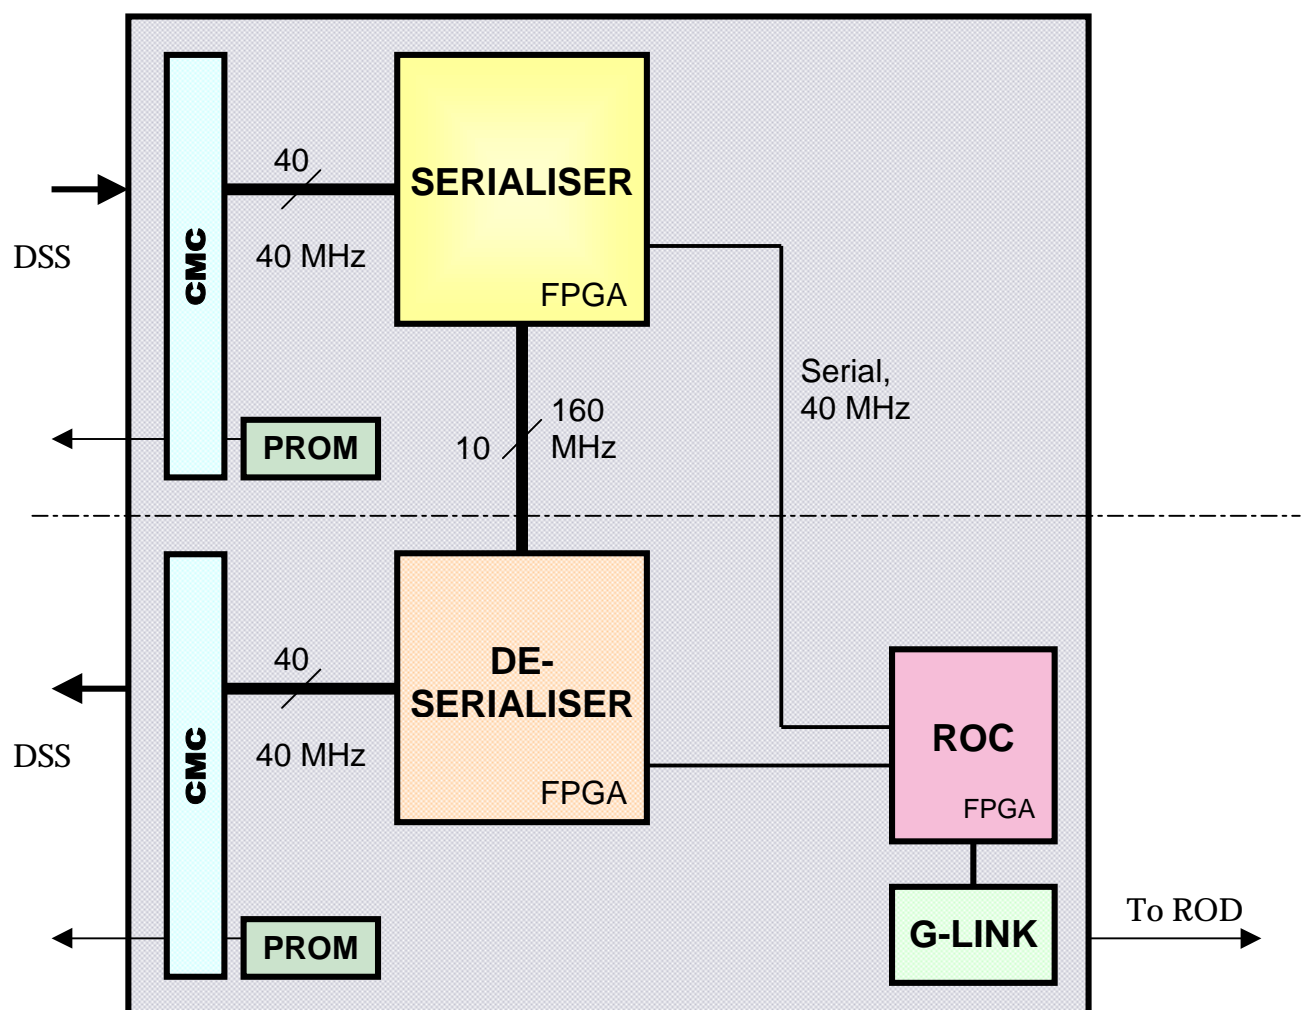 40
SERIALISER
DSS
CMC
40 MHz
FPGA
Serial,
40 MHz
160
10
MHz
PROM
40
DE-
SERIALISER
DSS
CMC
40 MHz
FPGA
ROC
FPGA
PROM
G-LINK
To ROD